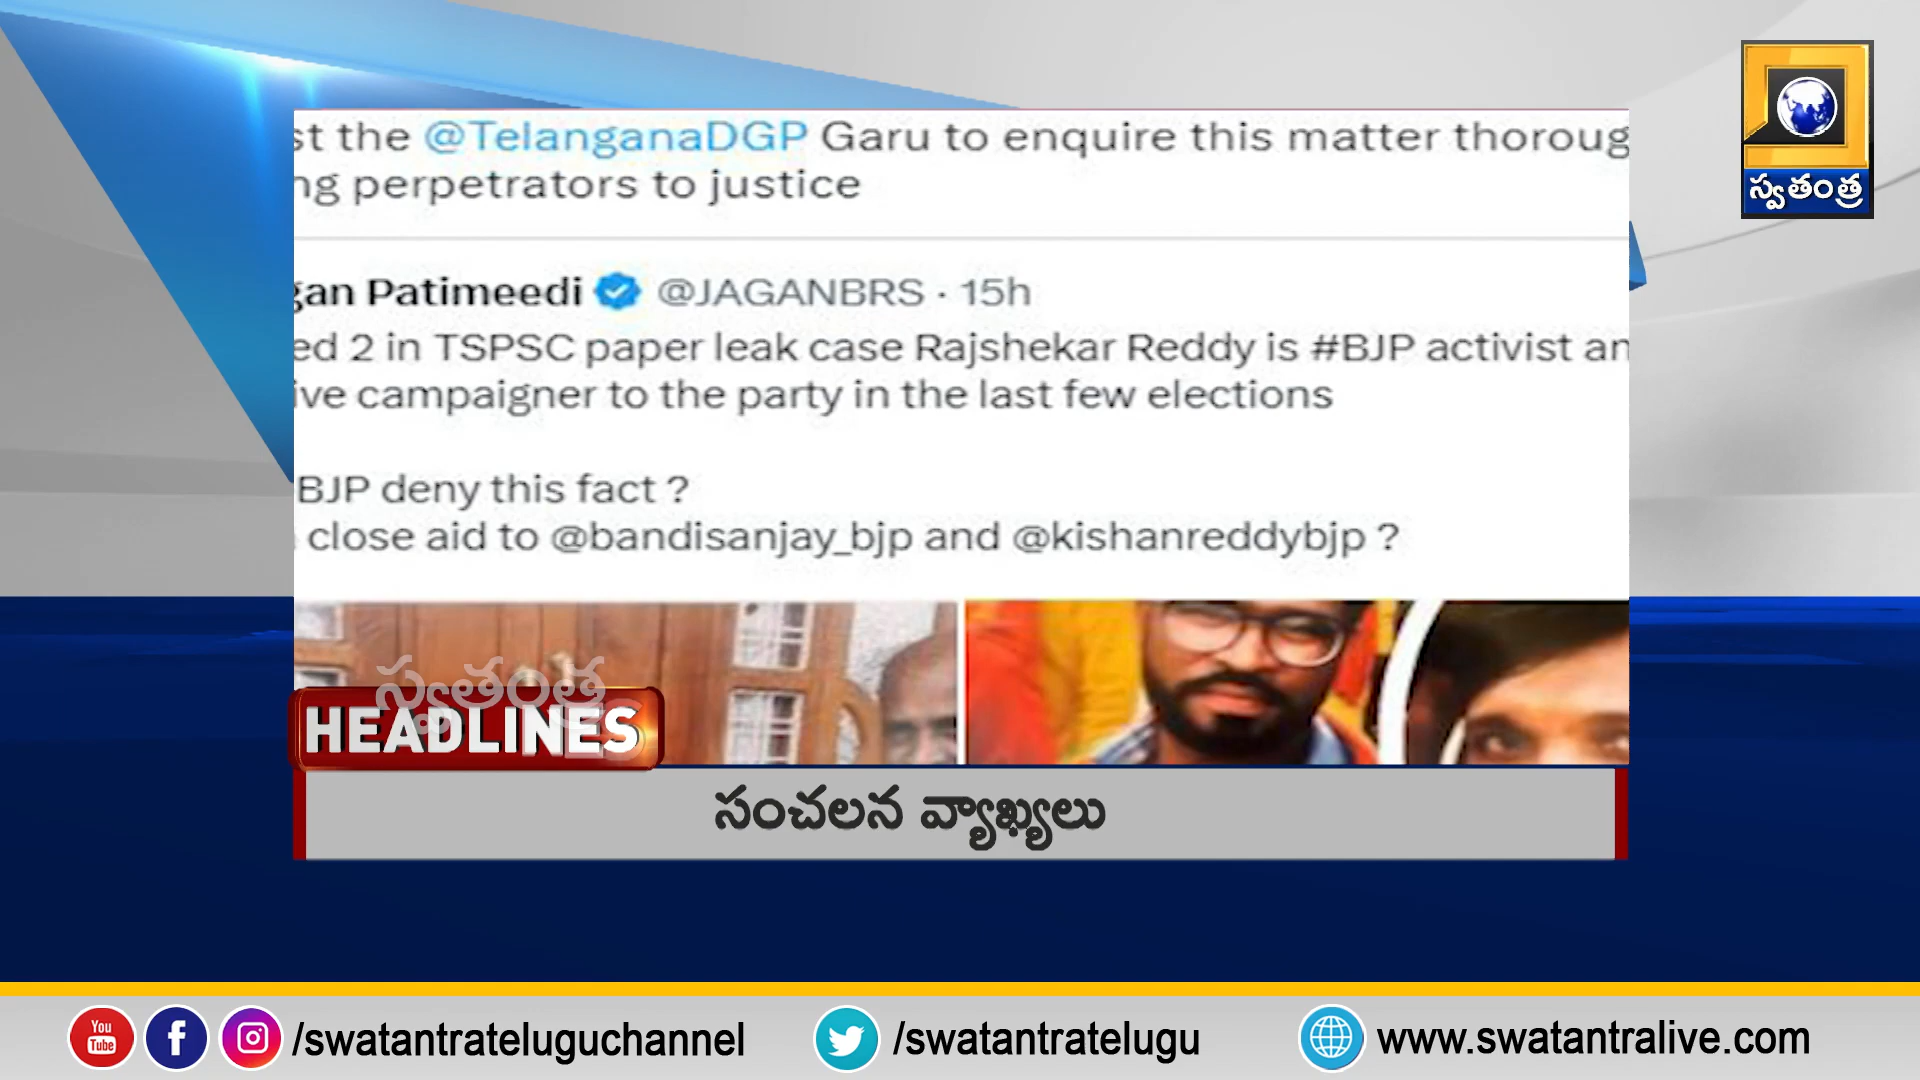 st the @TelanganaDGP Garu to enquire this matter thoroug
ng perpetrators to justice
gan Patimeedi @JAGANBRS · 15h
ed 2 in TSPSC paper leak case Rajshekar Reddy is #BJP activist an
ive campaigner to the party in the last few elections
BJP deny this fact ?
close aid to @bandisanjay_bjp and @kishanreddybjp ?
స్వతంత్ర
స్వతంత్ర
HEADLINES
సంచలన వ్యాఖ్యలు
You Tube
/swatantrateluguchannel
/swatantratelugu
www.swatantralive.com